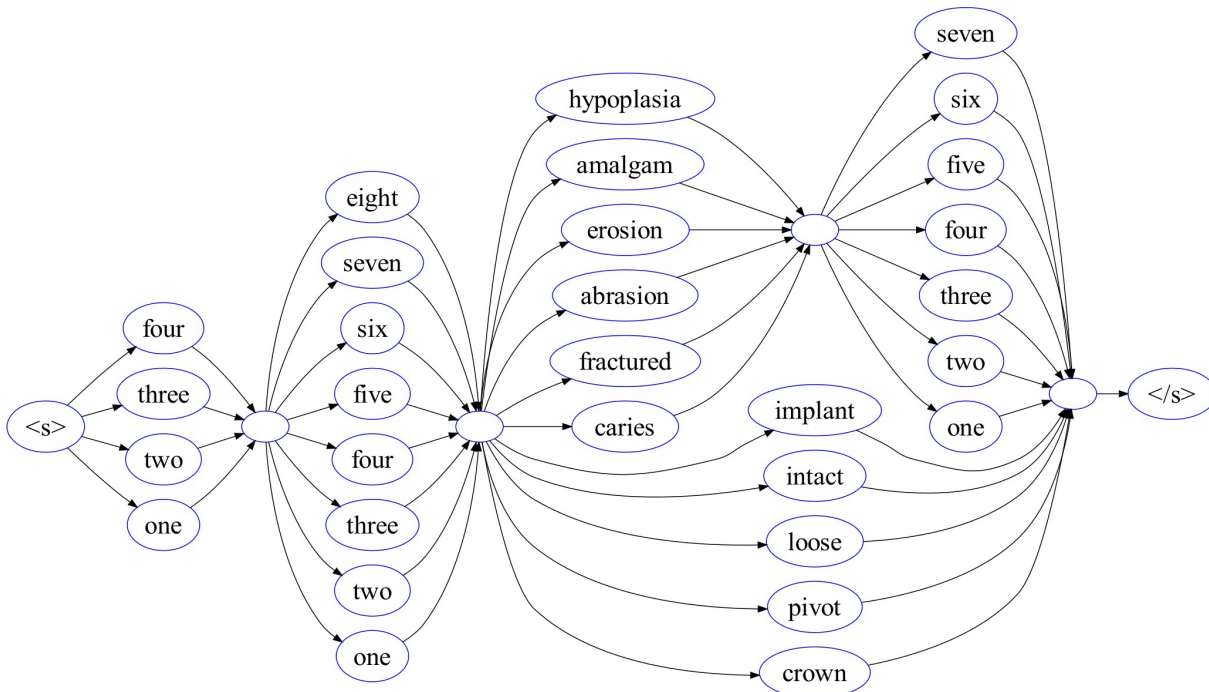 <s>
four
three
two
one
eight
seven
six
five
four
three
two
one
hypoplasia
amalgam
erosion
abrasion
fractured
caries
implant
intact
loose
pivot
crown
seven
six
five
four
three
two
one
</s>